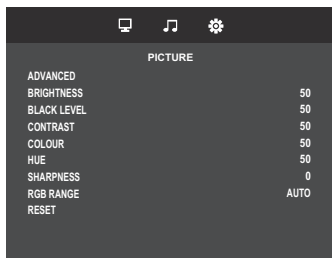 PICTURE
ADVANCED
BRIGHTNESS 50
BLACK LEVEL 50
CONTRAST 50
COLOUR 50
HUE 50
SHARPNESS 0
RGB RANGE AUTO
RESET